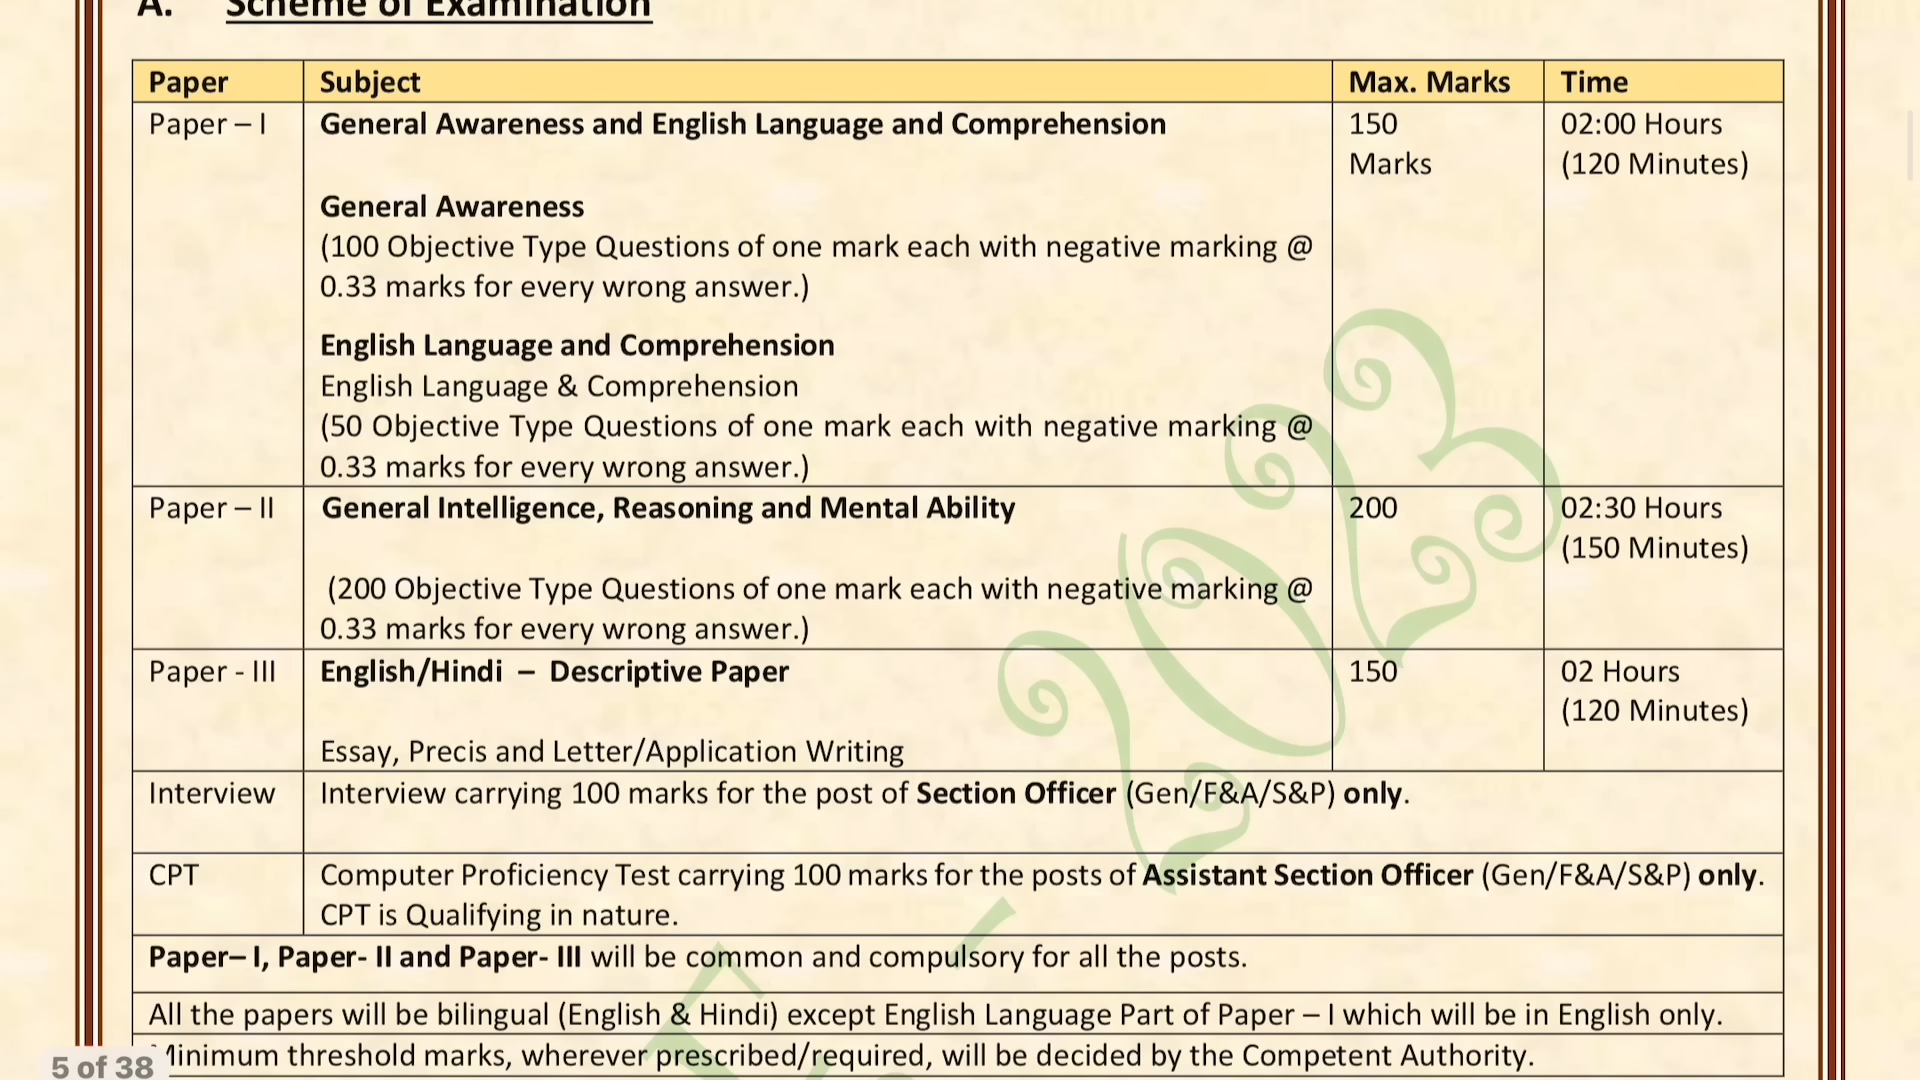 A. Scheme of Examination
Paper Subject Max. Marks Time
Paper – I General Awareness and English Language and Comprehension 150 02:00 Hours
Marks (120 Minutes)
General Awareness
(100 Objective Type Questions of one mark each with negative marking @
0.33 marks for every wrong answer.)
English Language and Comprehension
English Language & Comprehension
(50 Objective Type Questions of one mark each with negative marking @
0.33 marks for every wrong answer.)
Paper – II General Intelligence, Reasoning and Mental Ability 200 02:30 Hours
(150 Minutes)
(200 Objective Type Questions of one mark each with negative marking @
0.33 marks for every wrong answer.)
Paper - III English/Hindi – Descriptive Paper 150 02 Hours
(120 Minutes)
Essay, Precis and Letter/Application Writing
Interview Interview carrying 100 marks for the post of Section Officer (Gen/F&A/S&P) only.
CPT Computer Proficiency Test carrying 100 marks for the posts of Assistant Section Officer (Gen/F&A/S&P) only.
CPT is Qualifying in nature.
Paper– I, Paper- II and Paper- III will be common and compulsory for all the posts.
All the papers will be bilingual (English & Hindi) except English Language Part of Paper – I which will be in English only.
Minimum threshold marks, wherever prescribed/required, will be decided by the Competent Authority.
5 of 38
- 2023